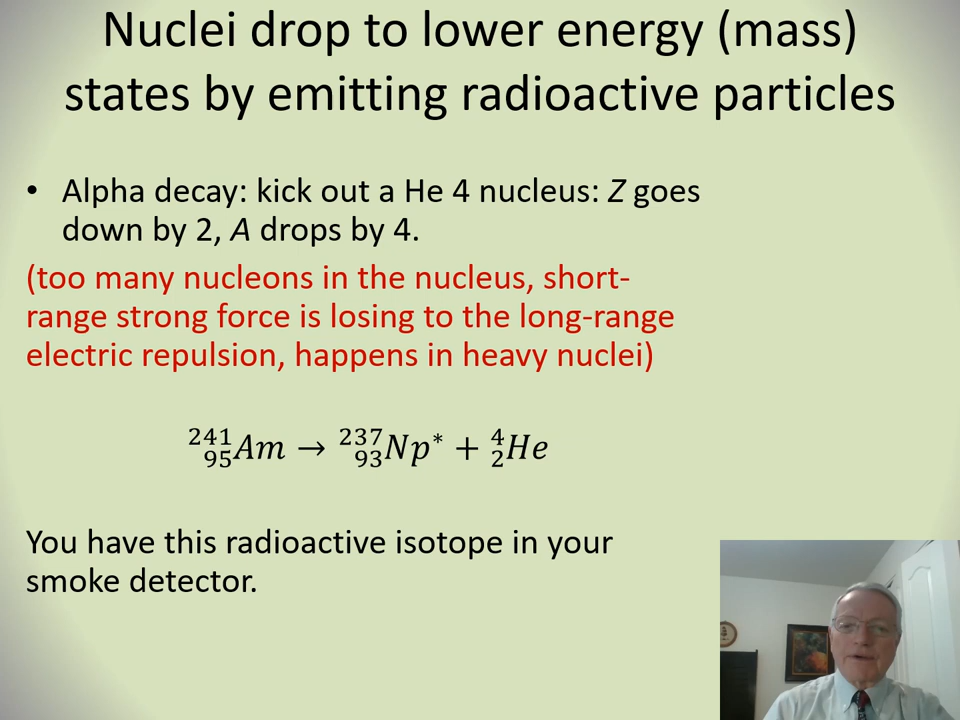 Nuclei drop to lower energy (mass)
states by emitting radioactive particles
• Alpha decay: kick out a He 4 nucleus: Z goes
down by 2, A drops by 4.
(too many nucleons in the nucleus, short-
range strong force is losing to the long-range
electric repulsion, happens in heavy nuclei)
²⁴¹₉₅Am → ²³⁷₉₃Np* + ⁴₂He
You have this radioactive isotope in your
smoke detector.